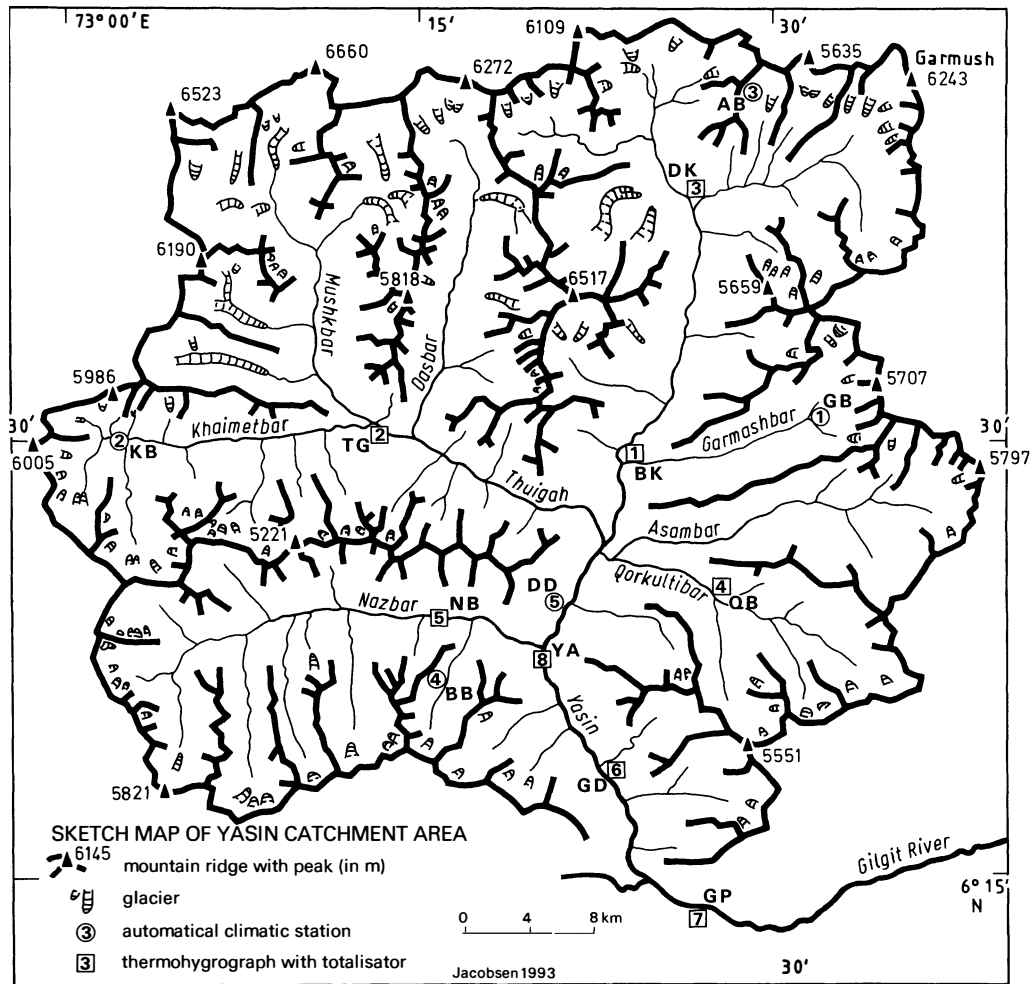 73° 00' E
15'
30'
6109
6660
6272
5635
Garmush
6243
6523
AB
3
DK
3
6190
5818
6517
5659
Mushkbar
Dasbar
5986
GB
5707
1
30'
Khaimetbar
2
KB
TG
2
Garmashbar
30'
6005
1
BK
5797
Thuigah
Asambar
5221
Qorkultibar
4
QB
DD
5
Nazbar
NB
5
YA
8
4
BB
Yasin
5551
6
GD
5821
SKETCH MAP OF YASIN CATCHMENT AREA
6145
mountain ridge with peak (in m)
glacier
3
automatical climatic station
3
thermohygrograph with totalisator
0 4 8 km
Jacobsen 1993
Gilgit River
GP
7
6° 15'
N
30'